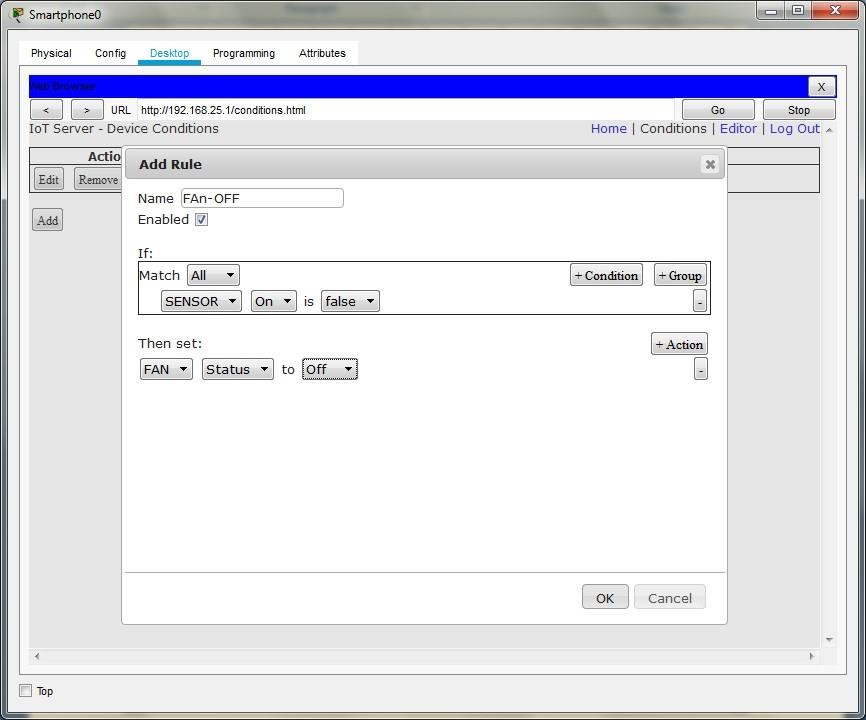 Smartphone0
Physical Config Desktop Programming Attributes
Web Browser X
< > URL http://192.168.25.1/conditions.html Go Stop
IoT Server - Device Conditions Home | Conditions | Editor | Log Out
Actio
Edit Remove
Add
Add Rule
Name FAn-OFF
Enabled
If:
Match All + Condition + Group
SENSOR On is false -
Then set: + Action
FAN Status to Off -
OK Cancel
Top